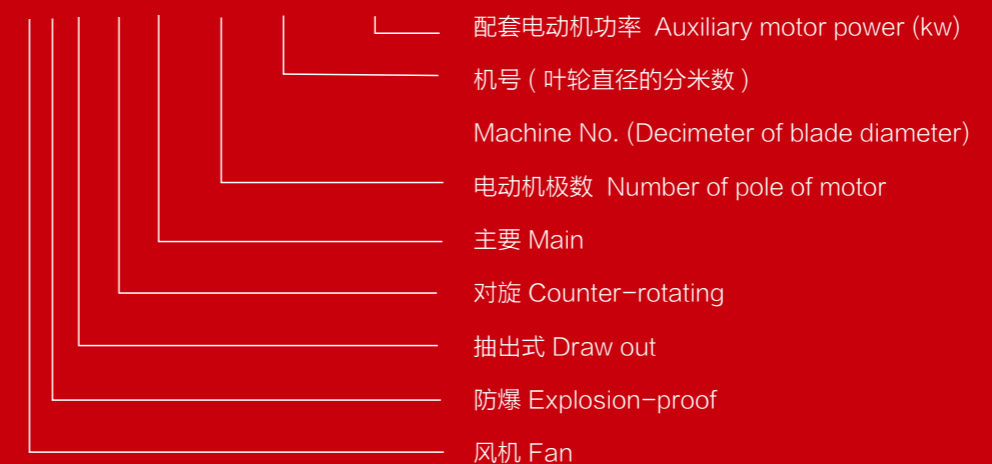 配套电动机功率 Auxiliary motor power (kw)
机号 ( 叶轮直径的分米数 )
Machine No. (Decimeter of blade diameter)
电动机极数 Number of pole of motor
主要 Main
对旋 Counter-rotating
抽出式 Draw out
防爆 Explosion-proof
风机 Fan